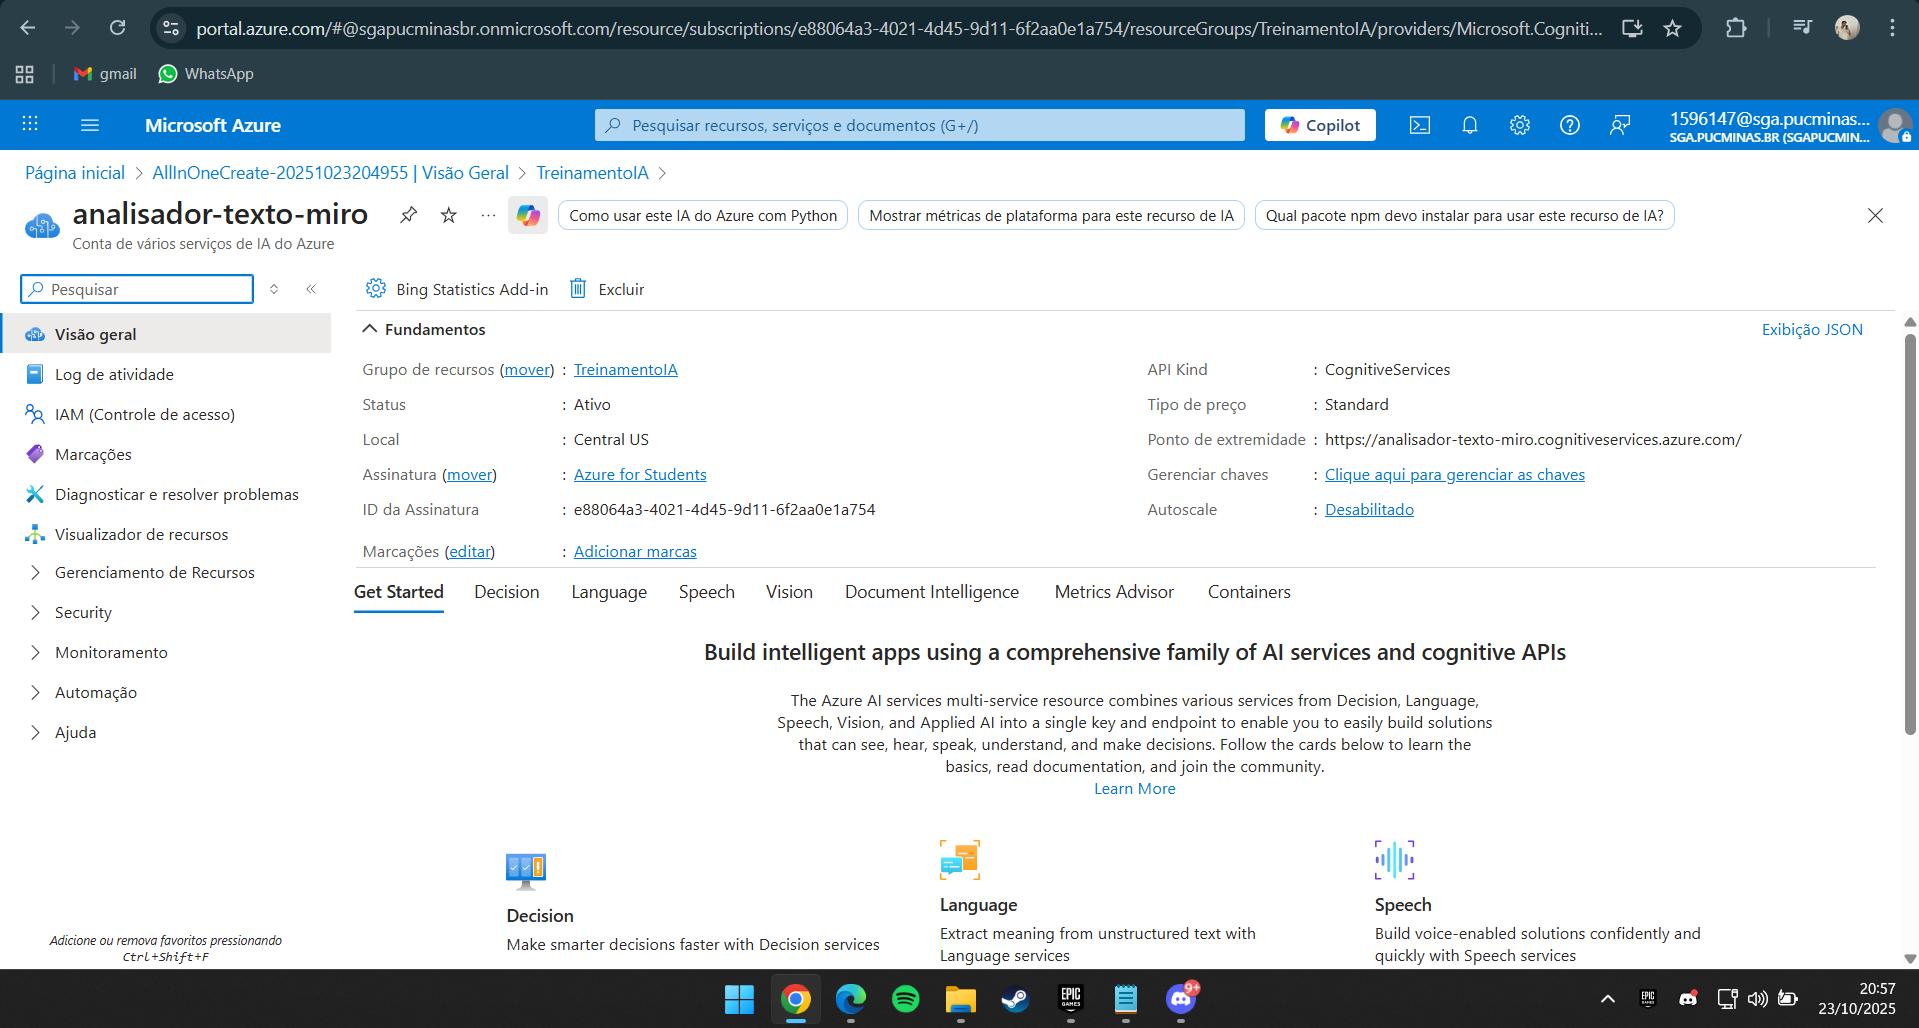 portal.azure.com/#@sgapucminasbr.onmicrosoft.com/resource/subscriptions/e88064a3-4021-4d45-9d11-6f2aa0e1a754/resourceGroups/TreinamentoIA/providers/Microsoft.Cogniti...
gmail WhatsApp
Microsoft Azure Pesquisar recursos, serviços e documentos (G+/) Copilot 1596147@sga.pucminas...
SGA.PUCMINAS.BR (SGAPUCMIN...
Página inicial > AllInOneCreate-20251023204955 | Visão Geral > TreinamentoIA >
analisador-texto-miro ... Como usar este IA do Azure com Python Mostrar métricas de plataforma para este recurso de IA Qual pacote npm devo instalar para usar este recurso de IA?
Conta de vários serviços de IA do Azure
Pesquisar
Visão geral
Log de atividade
IAM (Controle de acesso)
Marcações
Diagnosticar e resolver problemas
Visualizador de recursos
Gerenciamento de Recursos
Security
Monitoramento
Automação
Ajuda
Adicione ou remova favoritos pressionando
Ctrl+Shift+F
Bing Statistics Add-in Excluir
Fundamentos Exibição JSON
Grupo de recursos (mover) : TreinamentoIA
Status : Ativo
Local : Central US
Assinatura (mover) : Azure for Students
ID da Assinatura : e88064a3-4021-4d45-9d11-6f2aa0e1a754
Marcações (editar) : Adicionar marcas
API Kind : CognitiveServices
Tipo de preço : Standard
Ponto de extremidade : https://analisador-texto-miro.cognitiveservices.azure.com/
Gerenciar chaves : Clique aqui para gerenciar as chaves
Autoscale : Desabilitado
Get Started Decision Language Speech Vision Document Intelligence Metrics Advisor Containers
Build intelligent apps using a comprehensive family of AI services and cognitive APIs
The Azure AI services multi-service resource combines various services from Decision, Language,
Speech, Vision, and Applied AI into a single key and endpoint to enable you to easily build solutions
that can see, hear, speak, understand, and make decisions. Follow the cards below to learn the
basics, read documentation, and join the community.
Learn More
Decision
Make smarter decisions faster with Decision services
Language
Extract meaning from unstructured text with
Language services
Speech
Build voice-enabled solutions confidently and
quickly with Speech services
EPIC
GAMES
9+
EPIC
GAMES
20:57
23/10/2025